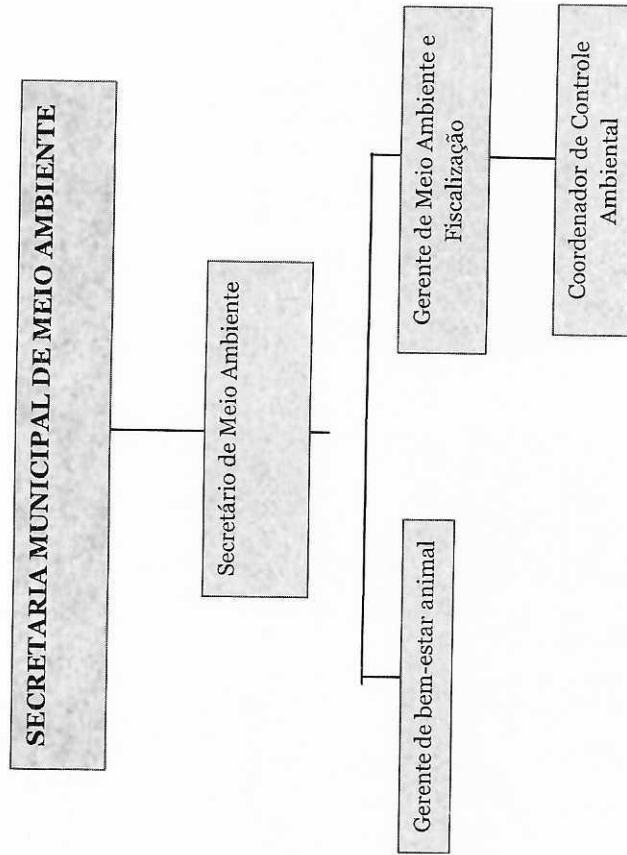 SECRETARIA MUNICIPAL DE MEIO AMBIENTE
Secretário de Meio Ambiente
Gerente de bem-estar animal
Gerente de Meio Ambiente e
Fiscalização
Coordenador de Controle
Ambiental